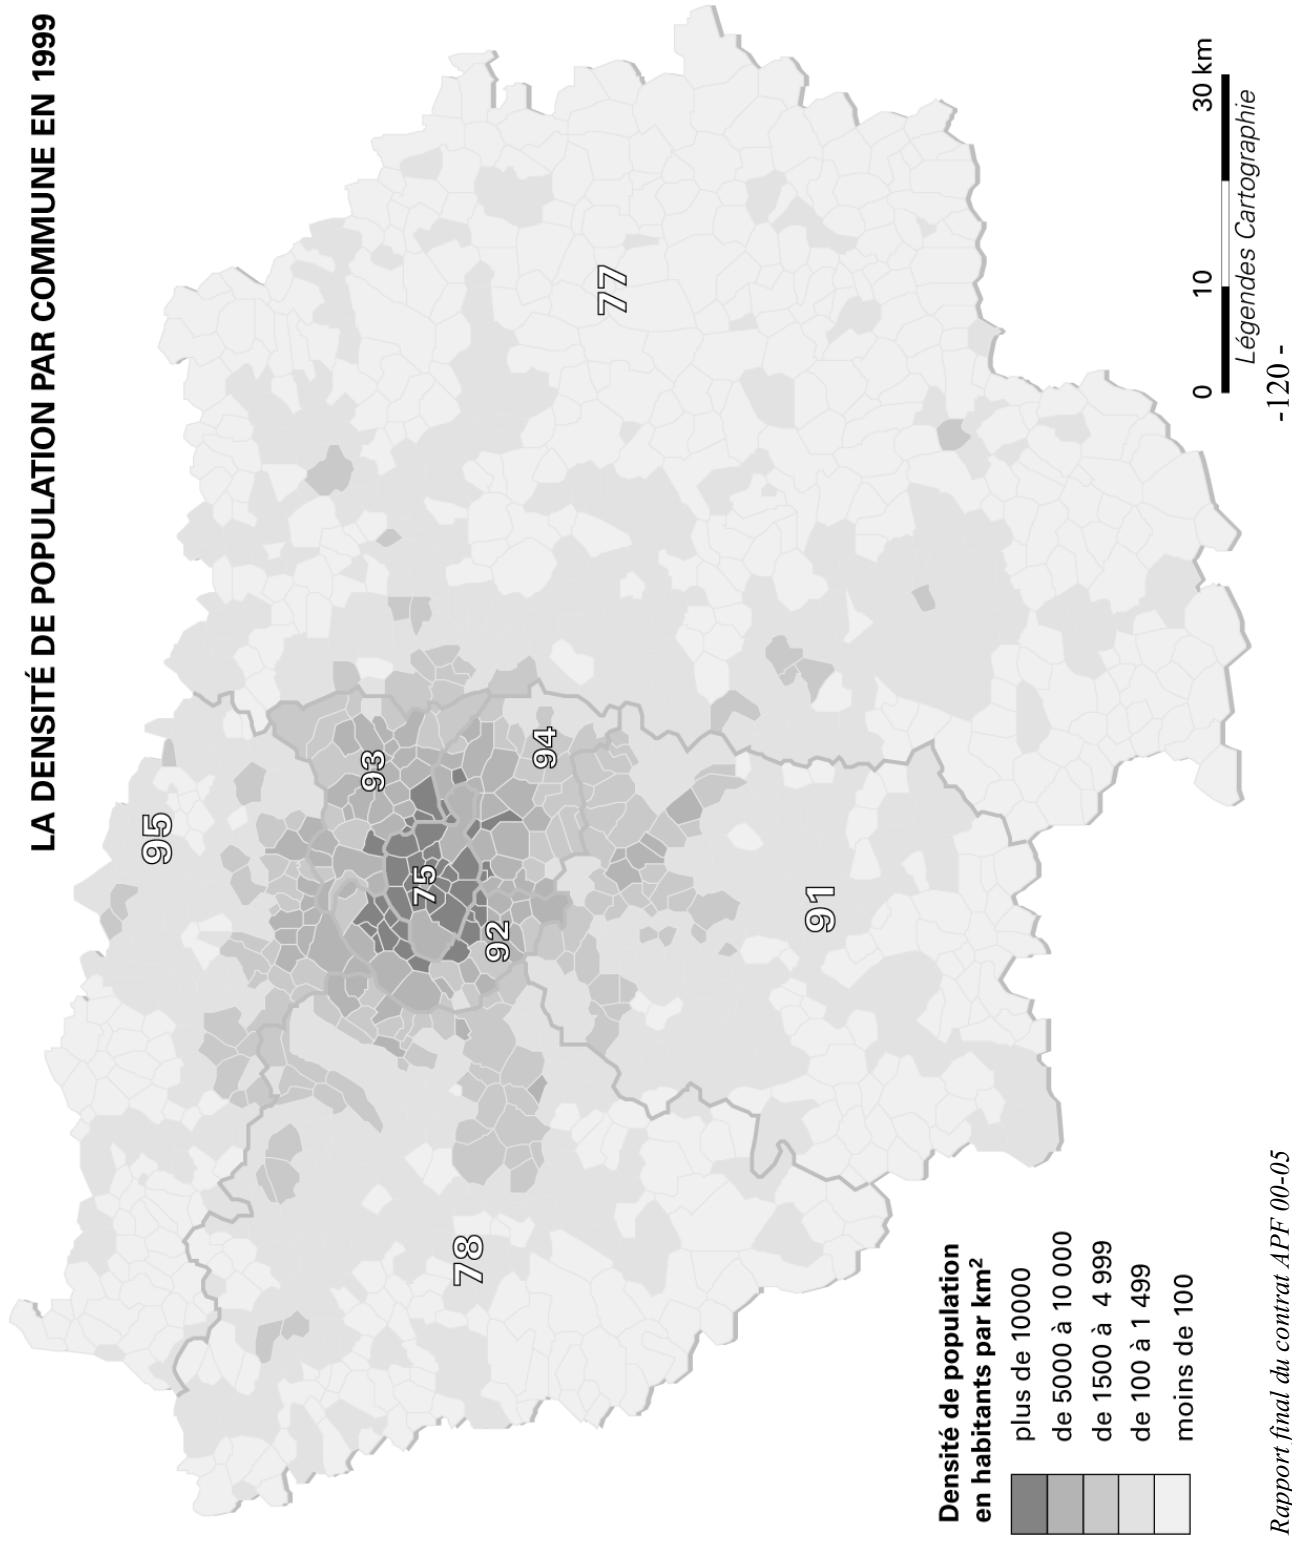 LA DENSITÉ DE POPULATION PAR COMMUNE EN 1999
95
93
77
75
94
92
78
91
Densité de population
en habitants par km²
plus de 10000
de 5000 à 10 000
de 1500 à 4 999
de 100 à 1 499
moins de 100
0 10 30 km
Légendes Cartographie
Rapport final du contrat APF 00-05
-120 -